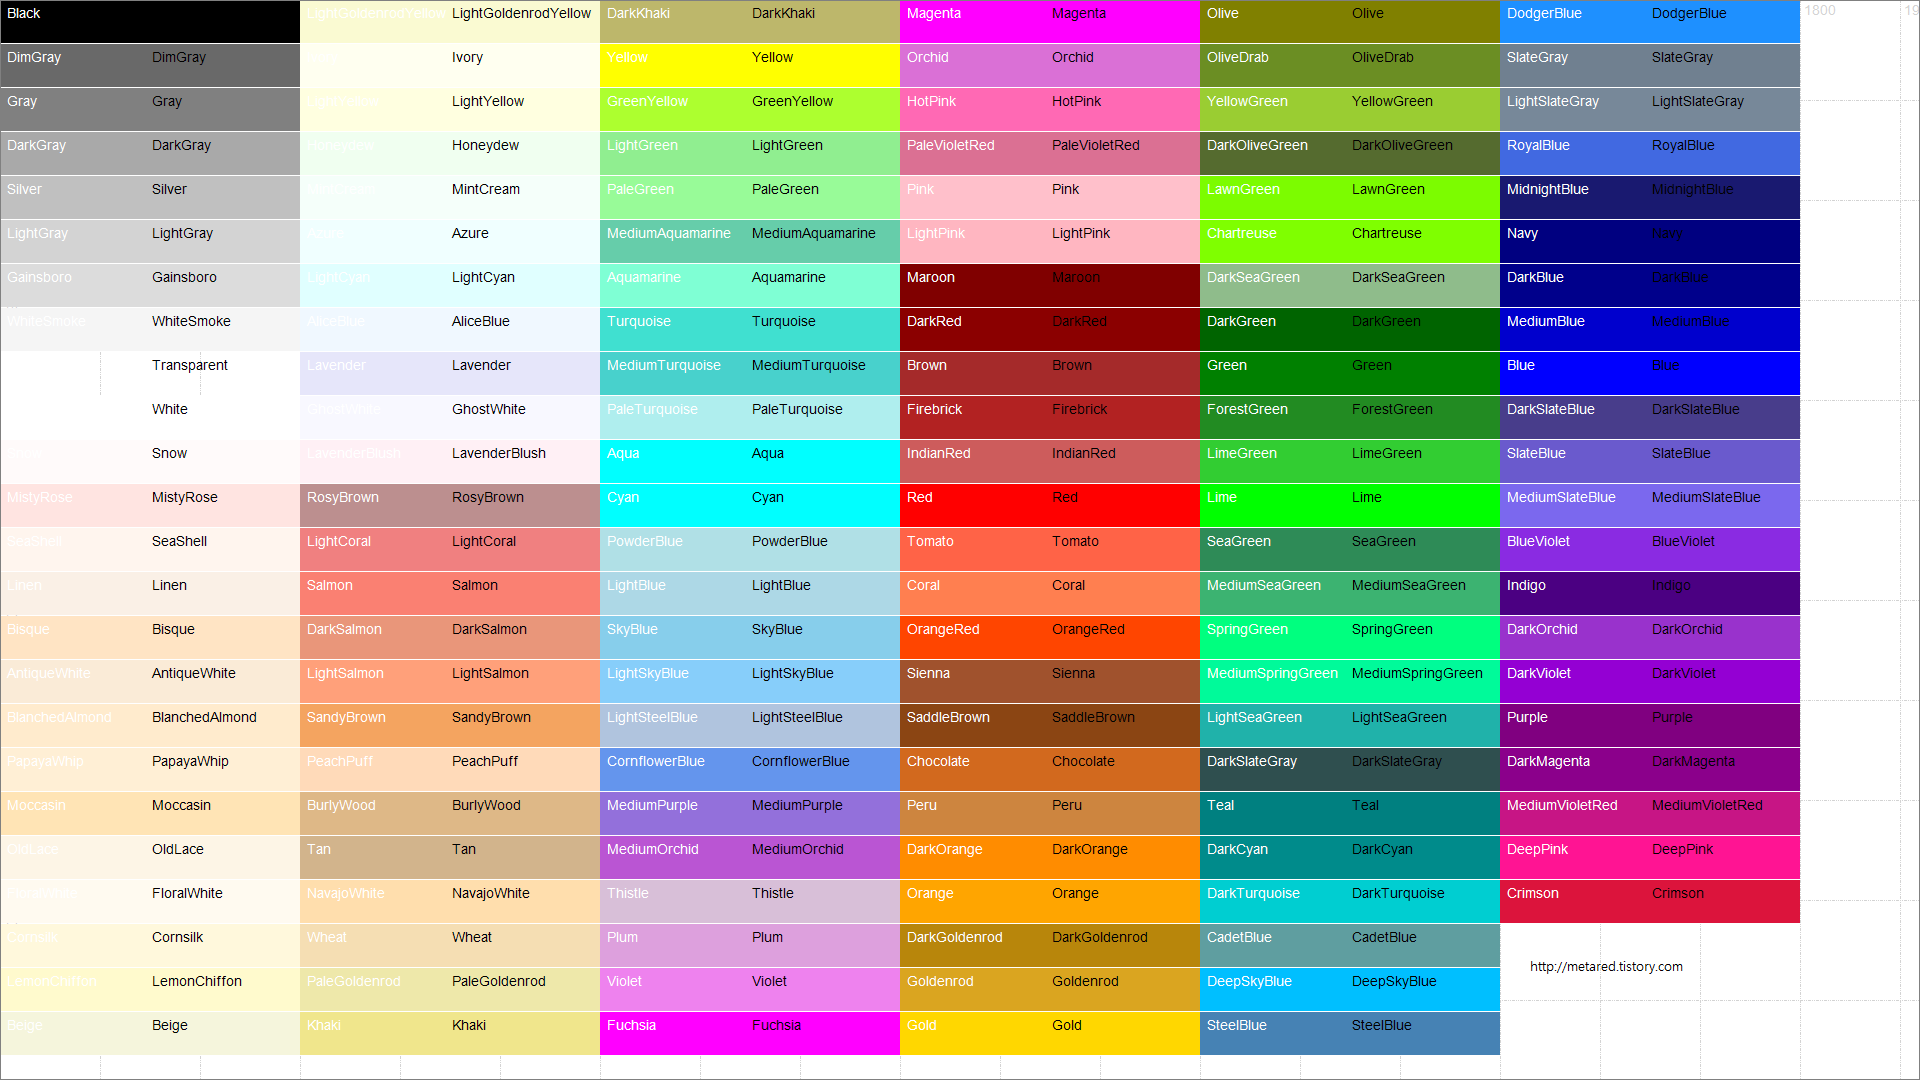 Black
DimGray DimGray
Gray Gray
DarkGray DarkGray
Silver Silver
LightGray LightGray
Gainsboro Gainsboro
WhiteSmoke WhiteSmoke
Transparent
White
Snow Snow
MistyRose MistyRose
SeaShell SeaShell
Linen Linen
Bisque Bisque
AntiqueWhite AntiqueWhite
BlanchedAlmond BlanchedAlmond
PapayaWhip PapayaWhip
Moccasin Moccasin
OldLace OldLace
FloralWhite FloralWhite
Cornsilk Cornsilk
LemonChiffon LemonChiffon
Beige Beige
LightGoldenrodYellow LightGoldenrodYellow
Ivory
LightYellow LightYellow
Honeydew Honeydew
MintCream MintCream
Azure
LightCyan LightCyan
AliceBlue AliceBlue
Lavender Lavender
GhostWhite GhostWhite
LavenderBlush LavenderBlush
RosyBrown RosyBrown
LightCoral LightCoral
Salmon Salmon
DarkSalmon DarkSalmon
LightSalmon LightSalmon
SandyBrown SandyBrown
PeachPuff PeachPuff
BurlyWood BurlyWood
Tan Tan
NavajoWhite NavajoWhite
Wheat Wheat
PaleGoldenrod PaleGoldenrod
Khaki Khaki
DarkKhaki DarkKhaki
Yellow Yellow
GreenYellow GreenYellow
LightGreen LightGreen
PaleGreen PaleGreen
MediumAquamarine MediumAquamarine
Aquamarine Aquamarine
Turquoise Turquoise
MediumTurquoise MediumTurquoise
PaleTurquoise PaleTurquoise
Aqua Aqua
Cyan Cyan
PowderBlue PowderBlue
LightBlue LightBlue
SkyBlue SkyBlue
LightSkyBlue LightSkyBlue
LightSteelBlue LightSteelBlue
CornflowerBlue CornflowerBlue
MediumPurple MediumPurple
MediumOrchid MediumOrchid
Thistle Thistle
Plum Plum
Violet Violet
Fuchsia Fuchsia
Magenta Magenta
Orchid Orchid
HotPink HotPink
PaleVioletRed PaleVioletRed
Pink Pink
LightPink LightPink
Maroon Maroon
DarkRed DarkRed
Brown Brown
Firebrick Firebrick
IndianRed IndianRed
Red Red
Tomato Tomato
Coral Coral
OrangeRed OrangeRed
Sienna Sienna
SaddleBrown SaddleBrown
Chocolate Chocolate
Peru Peru
DarkOrange DarkOrange
Orange Orange
DarkGoldenrod DarkGoldenrod
Goldenrod Goldenrod
Gold Gold
Olive Olive
OliveDrab OliveDrab
YellowGreen YellowGreen
DarkOliveGreen DarkOliveGreen
LawnGreen LawnGreen
Chartreuse Chartreuse
DarkSeaGreen DarkSeaGreen
DarkGreen DarkGreen
Green Green
ForestGreen ForestGreen
LimeGreen LimeGreen
Lime Lime
SeaGreen SeaGreen
MediumSeaGreen MediumSeaGreen
SpringGreen SpringGreen
MediumSpringGreen MediumSpringGreen
LightSeaGreen LightSeaGreen
DarkSlateGray DarkSlateGray
Teal Teal
DarkCyan DarkCyan
DarkTurquoise DarkTurquoise
CadetBlue CadetBlue
DeepSkyBlue DeepSkyBlue
SteelBlue SteelBlue
DodgerBlue DodgerBlue
SlateGray SlateGray
LightSlateGray LightSlateGray
RoyalBlue RoyalBlue
MidnightBlue MidnightBlue
Navy Navy
DarkBlue DarkBlue
MediumBlue MediumBlue
Blue Blue
DarkSlateBlue DarkSlateBlue
SlateBlue SlateBlue
MediumSlateBlue MediumSlateBlue
BlueViolet BlueViolet
Indigo Indigo
DarkOrchid DarkOrchid
DarkViolet DarkViolet
Purple Purple
DarkMagenta DarkMagenta
MediumVioletRed MediumVioletRed
DeepPink DeepPink
Crimson Crimson
http://metared.tistory.com
1800